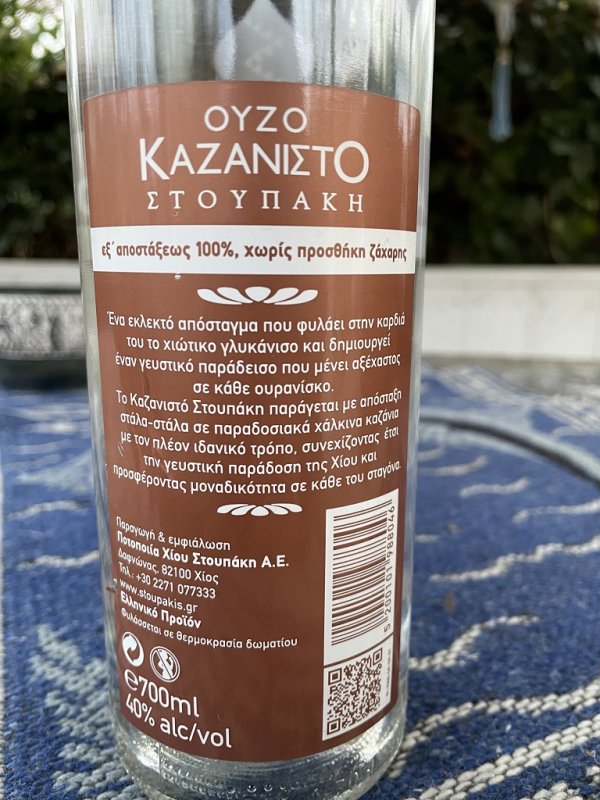 ΟΥΖΟ
ΚΑΖΑΝΙΣΤΟ
ΣΤΟΥΠΑΚΗ
εξ΄αποστάξεως 100%, χωρίς προσθήκη ζάχαρης
Ένα εκλεκτό απόσταγμα που φυλάει στην καρδιά
του το χιώτικο γλυκάνισο και δημιουργεί
έναν γευστικό παράδεισο που μένει αξέχαστος
σε κάθε ουρανίσκο.
Το Καζανιστό Στουπάκη παράγεται με απόσταξη
στάλα-στάλα σε παραδοσιακά χάλκινα καζάνια
με τον πλέον ιδανικό τρόπο, συνεχίζοντας έτσι
την γευστική παράδοση της Χίου και
προσφέροντας μοναδικότητα σε κάθε του σταγόνα.
Παραγωγή & εμφιάλωση
Ποτοποιία Χίου Στουπάκη Α.Ε.
Δαφνώνας, 82100 Χίος
Τηλ.: +30 2271 077333
www.stoupakis.gr
Ελληνικό Προϊόν
Φυλάσσεται σε θερμοκρασία δωματίου
℮700ml
40% alc/vol
5 200101 988046